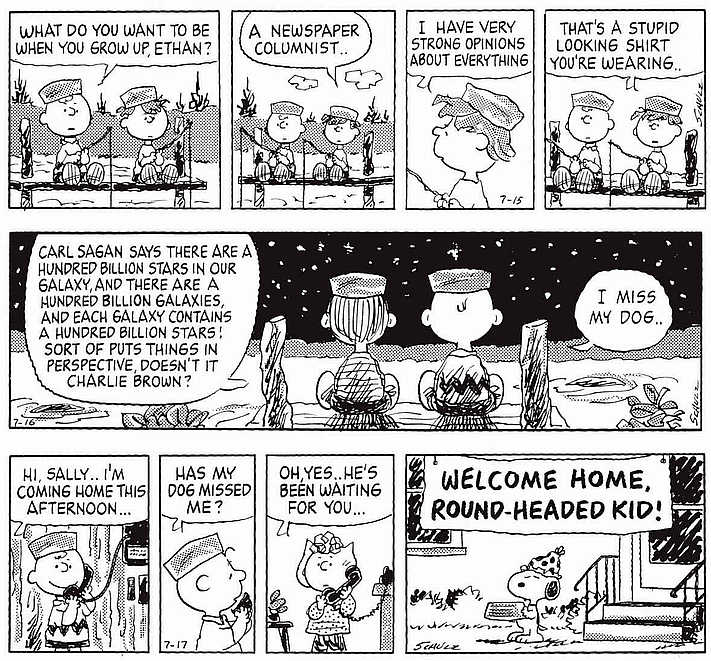 WHAT DO YOU WANT TO BE
WHEN YOU GROW UP, ETHAN?
A NEWSPAPER
COLUMNIST..
I HAVE VERY
STRONG OPINIONS
ABOUT EVERYTHING
7-15
THAT'S A STUPID
LOOKING SHIRT
YOU'RE WEARING..
SCHULZ
CARL SAGAN SAYS THERE ARE A
HUNDRED BILLION STARS IN OUR
GALAXY, AND THERE ARE A
HUNDRED BILLION GALAXIES,
AND EACH GALAXY CONTAINS
A HUNDRED BILLION STARS!
SORT OF PUTS THINGS IN
PERSPECTIVE, DOESN'T IT
CHARLIE BROWN?
7-16
I MISS
MY DOG..
SCHULZ
HI, SALLY.. I'M
COMING HOME THIS
AFTERNOON...
HAS MY
DOG MISSED
ME?
7-17
OH, YES.. HE'S
BEEN WAITING
FOR YOU...
WELCOME HOME,
ROUND-HEADED KID!
SCHULZ